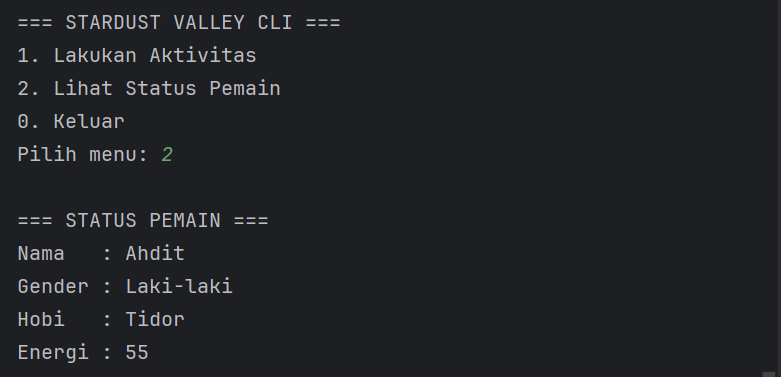 === STARDUST VALLEY CLI ===
1. Lakukan Aktivitas
2. Lihat Status Pemain
0. Keluar
Pilih menu: 2
=== STATUS PEMAIN ===
Nama   : Ahdit
Gender : Laki-laki
Hobi   : Tidor
Energi : 55